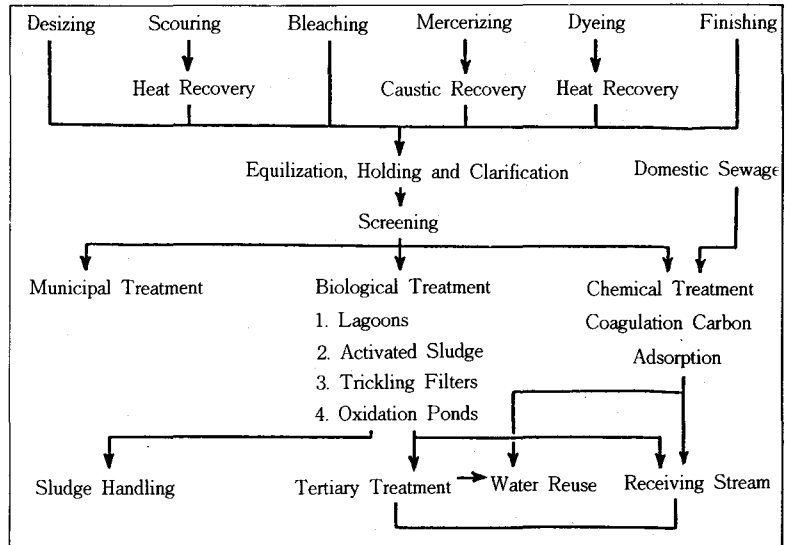 Desizing Scouring Bleaching Mercerizing Dyeing Finishing
Heat Recovery Caustic Recovery Heat Recovery
Equilization, Holding and Clarification Domestic Sewage
Screening
Municipal Treatment Biological Treatment Chemical Treatment
1. Lagoons Coagulation Carbon
2. Activated Sludge Adsorption
3. Trickling Filters
4. Oxidation Ponds
Sludge Handling Tertiary Treatment Water Reuse Receiving Stream